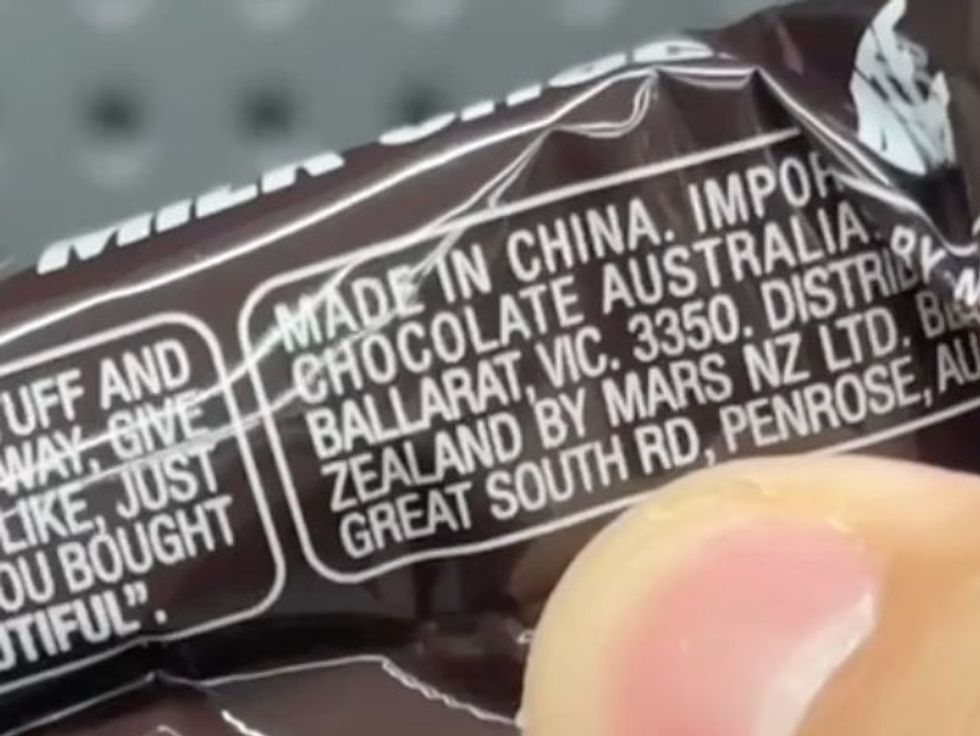 MILK
UFF AND
WAY, GIVE
LIKE, JUST
OU BOUGHT
UTIFUL".
MADE IN CHINA. IMPOR
CHOCOLATE AUSTRALIA.
BALLARAT, VIC. 3350. DISTRIB
ZEALAND BY MARS NZ LTD.
GREAT SOUTH RD, PENROSE, AU